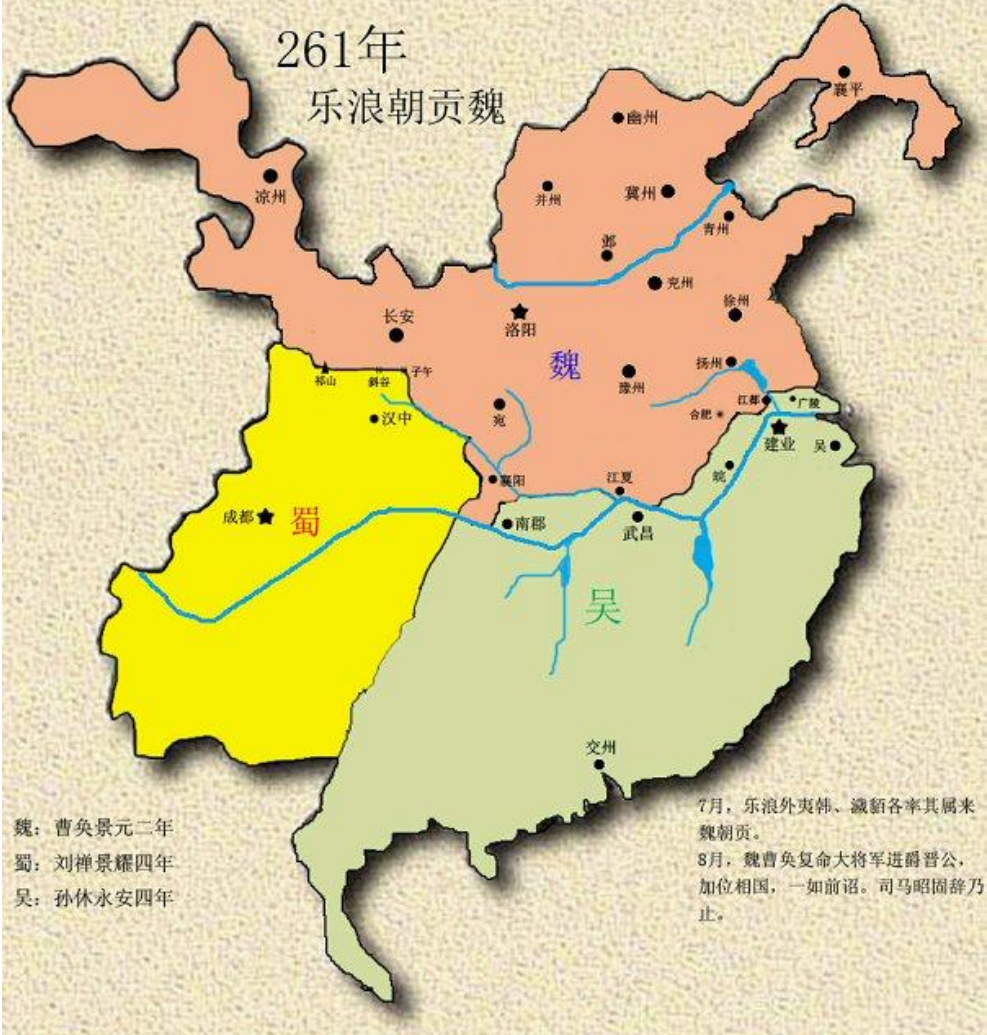 261年
乐浪朝贡魏
襄平
幽州
凉州
并州
冀州
青州
邺
兖州
徐州
长安
洛阳
魏
扬州
祁山
斜谷
子午
豫州
江都
广陵
宛
合肥
汉中
建业
吴
皖
襄阳
江夏
成都
蜀
南郡
武昌
吴
交州
魏：曹奂景元二年
蜀：刘禅景耀四年
吴：孙休永安四年
7月，乐浪外夷韩、濊貊各率其属来
魏朝贡。
8月，魏曹奂复命大将军进爵晋公，
加位相国，一如前诏。司马昭固辞乃
止。